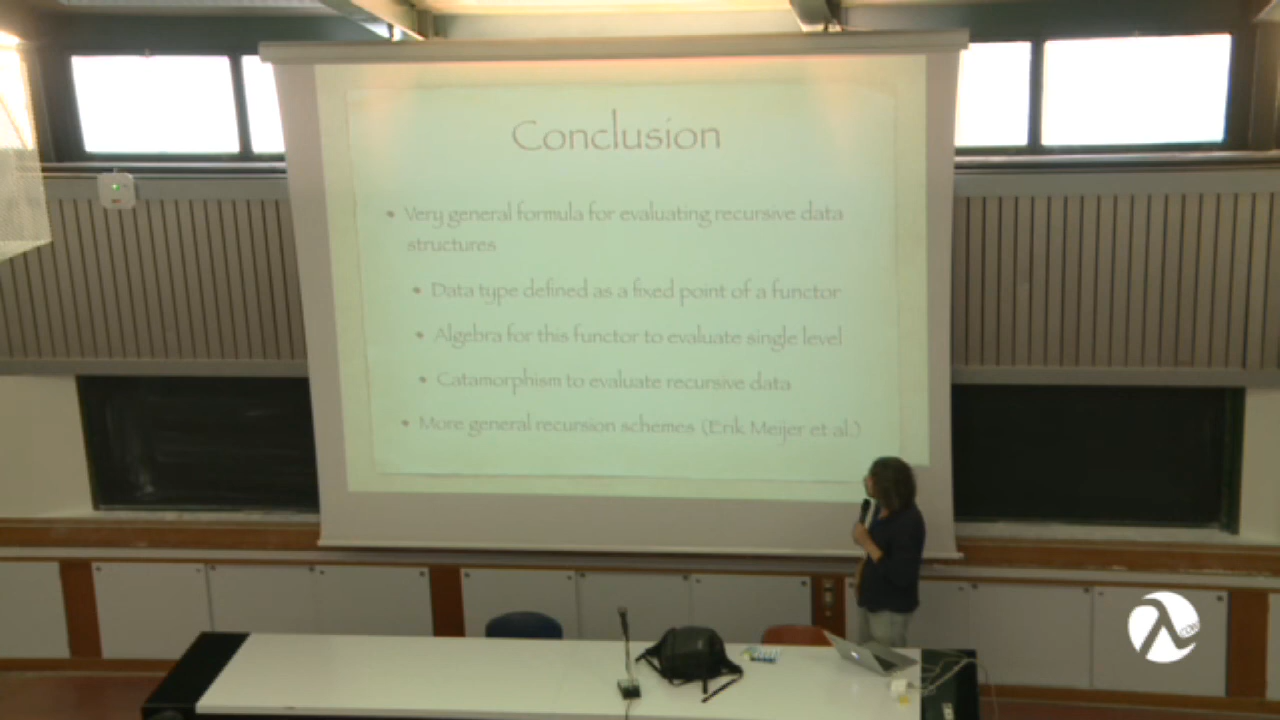 Conclusion
• Very general formula for evaluating recursive data
structures
• Data type defined as a fixed point of a functor
• Algebra for this functor to evaluate single level
• Catamorphism to evaluate recursive data
• More general recursion schemes (Erik Meijer et al.)
λ
CON